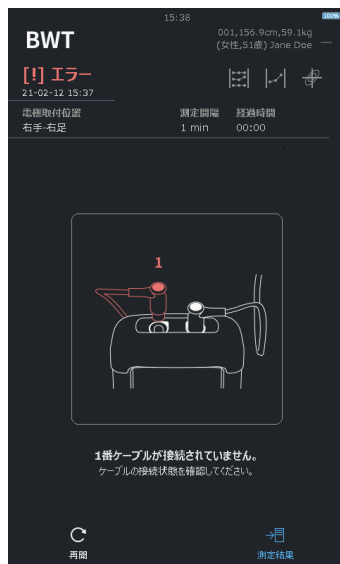 15:38
100%
BWT
001,156.9cm,59.1kg
(女性,51歳) Jane Doe
[!] エラー
21-02-12 15:37
電極取付位置 測定間隔 経過時間
右手-右足 1 min 00:00
1
1番ケーブルが接続されていません。
ケーブルの接続状態を確認してください。
再開 測定結果